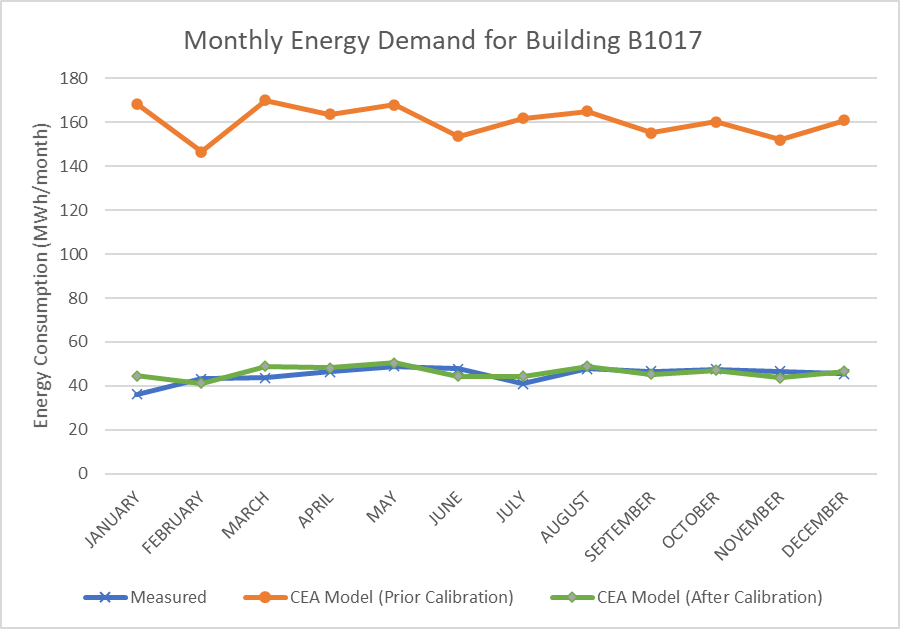 Monthly Energy Demand for Building B1017
Energy Consumption (MWh/month)
180
160
140
120
100
80
60
40
20
0
JANUARY
FEBRUARY
MARCH
APRIL
MAY
JUNE
JULY
AUGUST
SEPTEMBER
OCTOBER
NOVEMBER
DECEMBER
Measured
CEA Model (Prior Calibration)
CEA Model (After Calibration)